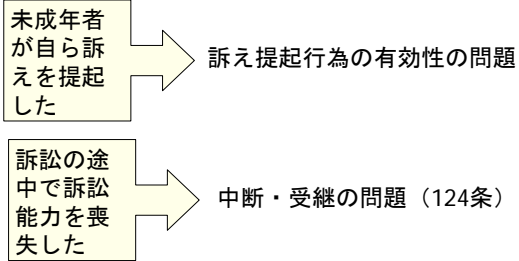 未成年者
が自ら訴
えを提起
した
訴え提起行為の有効性の問題
訴訟の途
中で訴訟
能力を喪
失した
中断・受継の問題（124条）